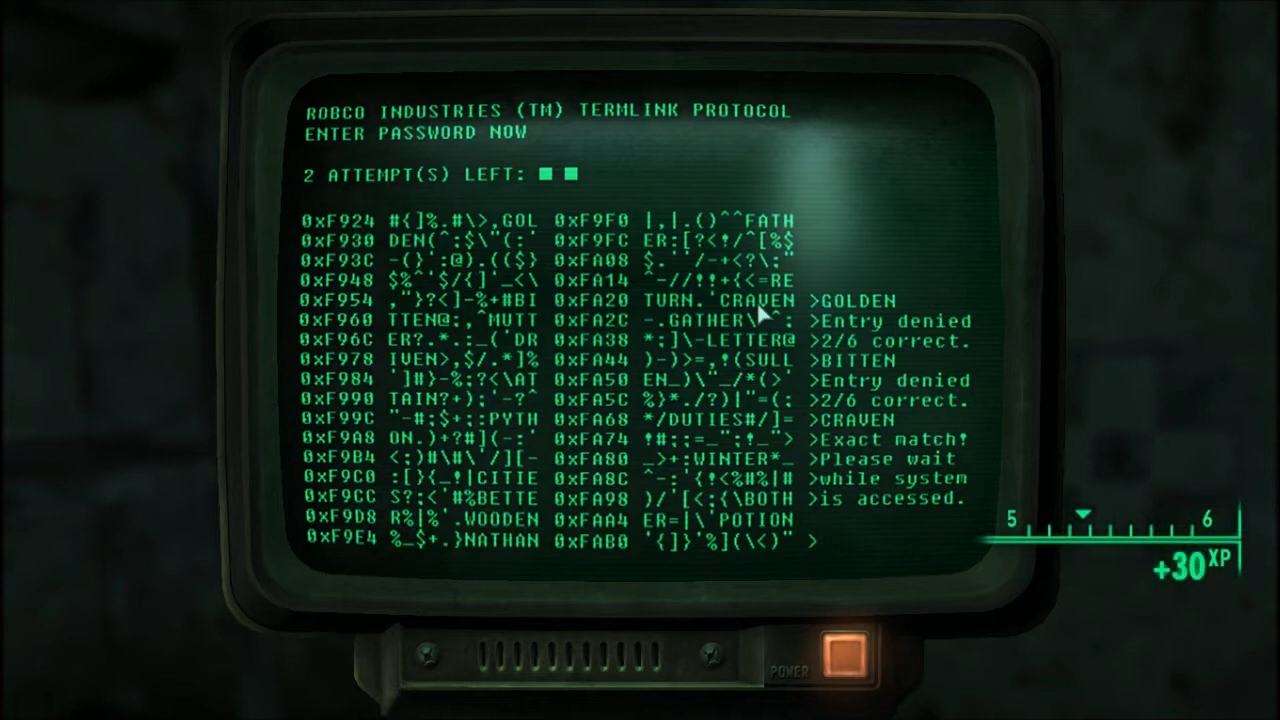 ROBCO INDUSTRIES (TM) TERMLINK PROTOCOL
ENTER PASSWORD NOW
2 ATTEMPT(S) LEFT: ■ ■
0xF924 #{]%.#\>,GOL 0xF9F0 |,|.()^^FATH
0xF930 DEN(^;$\"(:' 0xF9FC ER:[?<!/^[%$
0xF93C -(}':@).(($} 0xFA08 $.''/-+<?\;"
0xF948 $%^'$/{]'_<\ 0xFA14 ^-//!!+{<=RE
0xF954 ,"}?<]-%+#BI 0xFA20 TURN.'CRAVEN >GOLDEN
0xF960 TTEN@:,^MUTT 0xFA2C -.GATHER\ ^: >Entry denied
0xF96C ER?.*.:_('DR 0xFA38 *;]\-LETTER@ >2/6 correct.
0xF978 IVEN>,$/.*]% 0xFA44 )-)>=,!(SULL >BITTEN
0xF984 ']#}-%;?<\AT 0xFA50 EN_)\"_/*(>' >Entry denied
0xF990 TAIN?+);'-?^ 0xFA5C %}*./?)|"=(: >2/6 correct.
0xF99C "-#;$+;:PYTH 0xFA68 */DUTIES#/]= >CRAVEN
0xF9A8 ON.)+?#](-:' 0xFA74 !#;;=_";!_"> >Exact match!
0xF9B4 <;)#\#\'/][- 0xFA80 _>+:WINTER*_ >Please wait
0xF9C0 :[}{_!|CITIE 0xFA8C ^-:'{!<%#%|# >while system
0xF9CC S?;<'#%BETTE 0xFA98 )/'[<;{\BOTH >is accessed.
0xF9D8 R%|%'.WOODEN 0xFAA4 ER=|\'POTION
0xF9E4 %_$+.}NATHAN 0xFAB0 '{]}'%](\<)" >
5 6
+30 XP
POWER